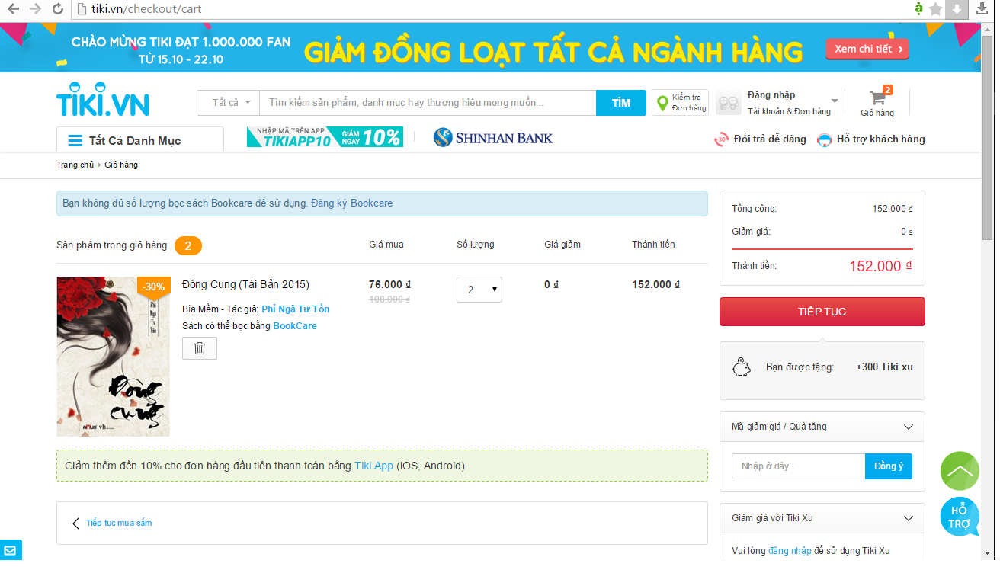 tiki.vn/checkout/cart
CHÀO MỪNG TIKI ĐẠT 1.000.000 FAN
TỪ 15.10 - 22.10
GIẢM ĐỒNG LOẠT TẤT CẢ NGÀNH HÀNG
Xem chi tiết ›
TIKI.VN
Tất cả
Tìm kiếm sản phẩm, danh mục hay thương hiệu mong muốn...
TÌM
Kiểm tra
Đơn hàng
Đăng nhập
Tài khoản & Đơn hàng
2
Giỏ hàng
Tất Cả Danh Mục
NHẬP MÃ TRÊN APP
TIKIAPP10
GIẢM
NGAY
10%
SHINHAN BANK
30
Đổi trả dễ dàng
Hỗ trợ khách hàng
Trang chủ › Giỏ hàng
Bạn không đủ số lượng bọc sách Bookcare để sử dụng. Đăng ký Bookcare
Sản phẩm trong giỏ hàng 2
Giá mua
Số lượng
Giá giảm
Thành tiền
-30%
Phỉ
Ngã
Tư
Tồn
Đông
cung
AMUN vh......
Đông Cung (Tái Bản 2015)
Bìa Mềm - Tác giả: Phỉ Ngã Tư Tồn
Sách có thể bọc bằng BookCare
76.000 ₫
108.000 ₫
2
0 ₫
152.000 ₫
Giảm thêm đến 10% cho đơn hàng đầu tiên thanh toán bằng Tiki App (iOS, Android)
Tiếp tục mua sắm
Tổng cộng: 152.000 ₫
Giảm giá: 0 ₫
Thành tiền: 152.000 ₫
TIẾP TỤC
Bạn được tặng: +300 Tiki xu
Mã giảm giá / Quà tặng
Nhập ở đây..
Đồng ý
Giảm giá với Tiki Xu
Vui lòng đăng nhập để sử dụng Tiki Xu
HỖ
TRỢ